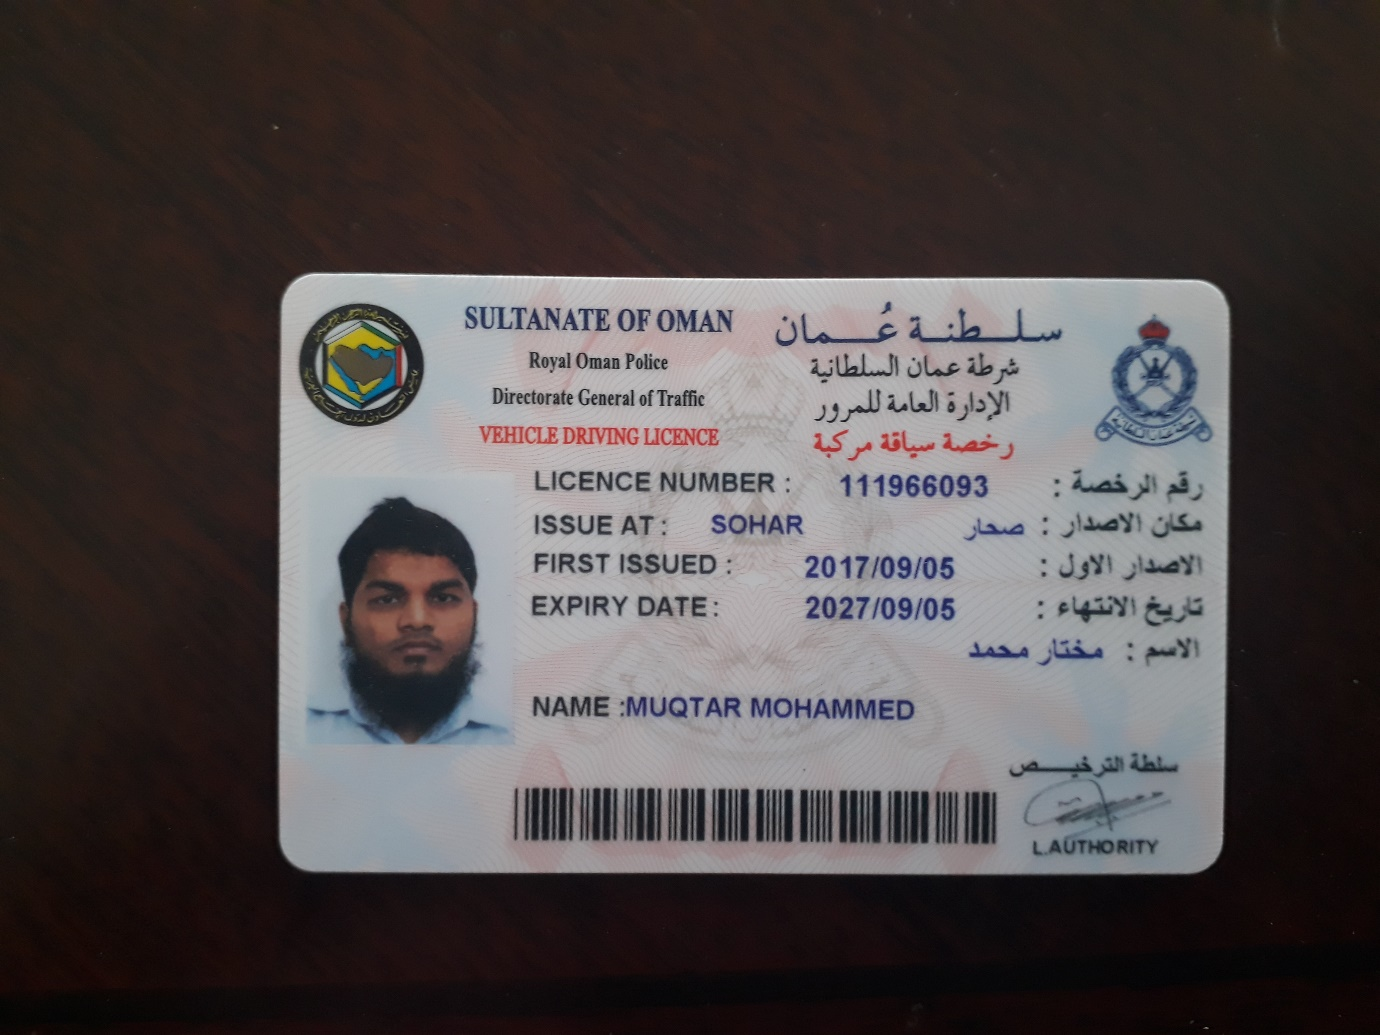 SULTANATE OF OMAN سلطنة عُمان
Royal Oman Police شرطة عمان السلطانية
Directorate General of Traffic الإدارة العامة للمرور
VEHICLE DRIVING LICENCE رخصة سياقة مركبة
LICENCE NUMBER : 111966093 رقم الرخصة :
ISSUE AT : SOHAR مكان الاصدار : صحار
FIRST ISSUED : 2017/09/05 الاصدار الاول :
EXPIRY DATE : 2027/09/05 تاريخ الانتهاء :
الاسم : مختار محمد
NAME :MUQTAR MOHAMMED
سلطة الترخيص
L.AUTHORITY